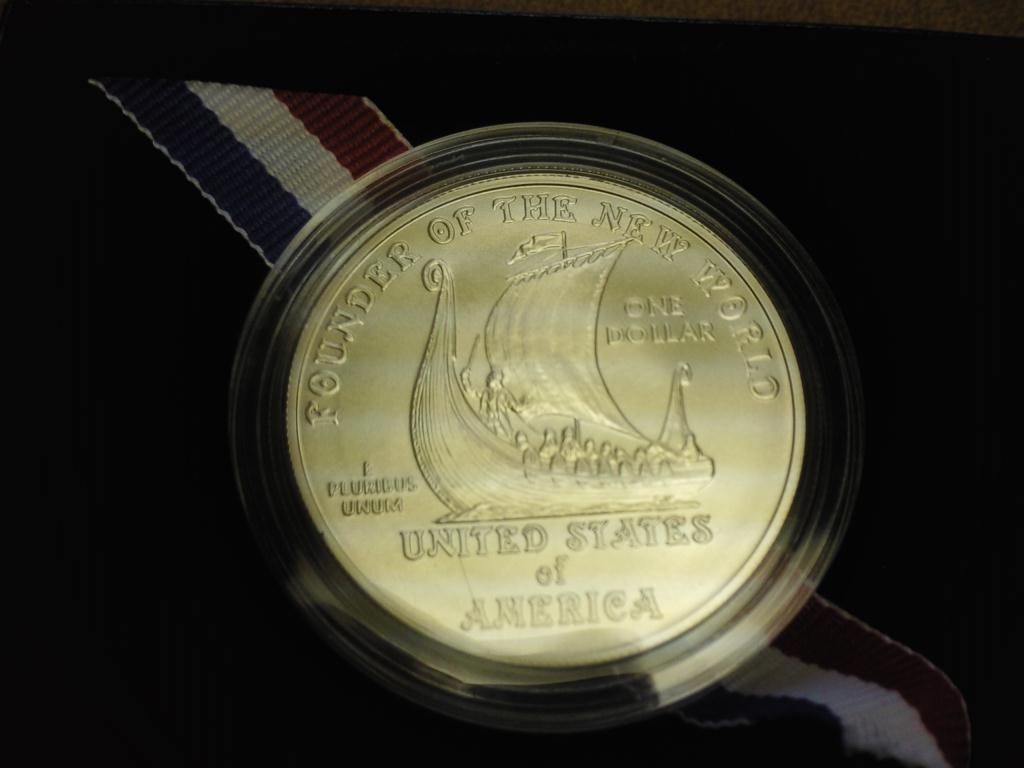 FOUNDER OF THE NEW WORLD
ONE
DOLLAR
E
PLURIBUS
UNUM
UNITED STATES
of
AMERICA